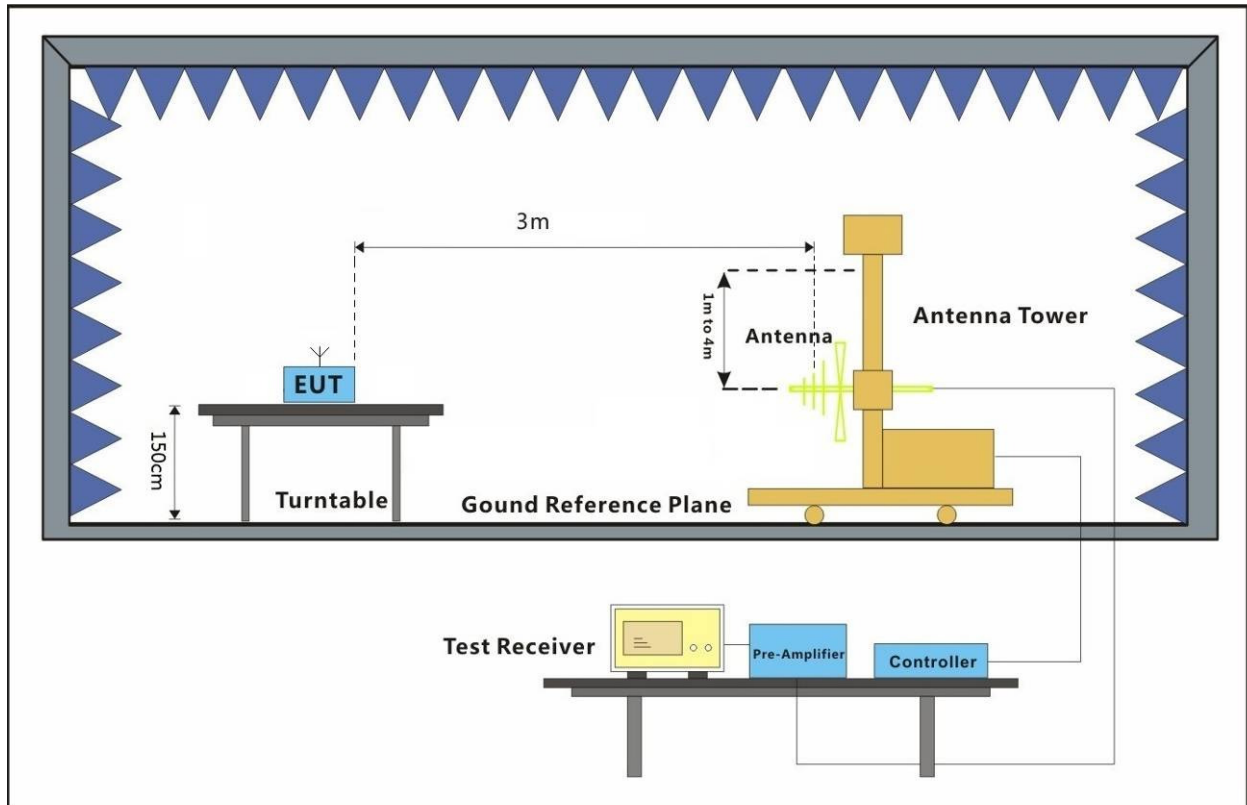 3m
1m to 4m
Antenna
Antenna Tower
EUT
150cm
Turntable
Gound Reference Plane
Test Receiver
Pre-Amplifier
Controller